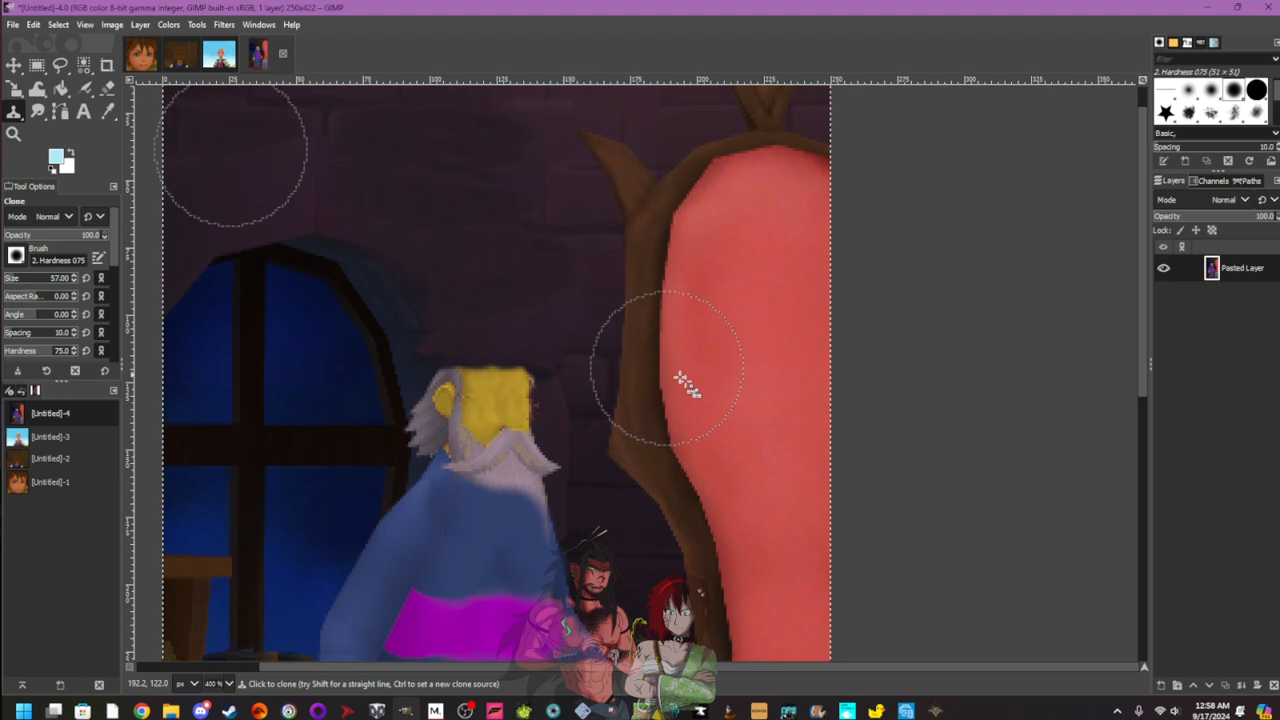 *[Untitled]-4.0 (RGB color 8-bit gamma integer, GIMP built-in sRGB, 1 layer) 250x422 – GIMP
File Edit Select View Image Layer Colors Tools Filters Windows Help
Tool Options
Clone
Mode Normal
Opacity 100.0
Brush
2. Hardness 075
Size 57.00
Aspect Ra... 0.00
Angle 0.00
Spacing 10.0
Hardness 75.0
[Untitled]-4
[Untitled]-3
[Untitled]-2
[Untitled]-1
filter
2. Hardness 075 (51 × 51)
Basic,
Spacing 10.0
Layers Channels Paths
Mode Normal
Opacity 100.0
Lock:
Pasted Layer
192.2, 122.0 px 400 % Click to clone (try Shift for a straight line, Ctrl to set a new clone source)
12:58 AM
9/17/2024